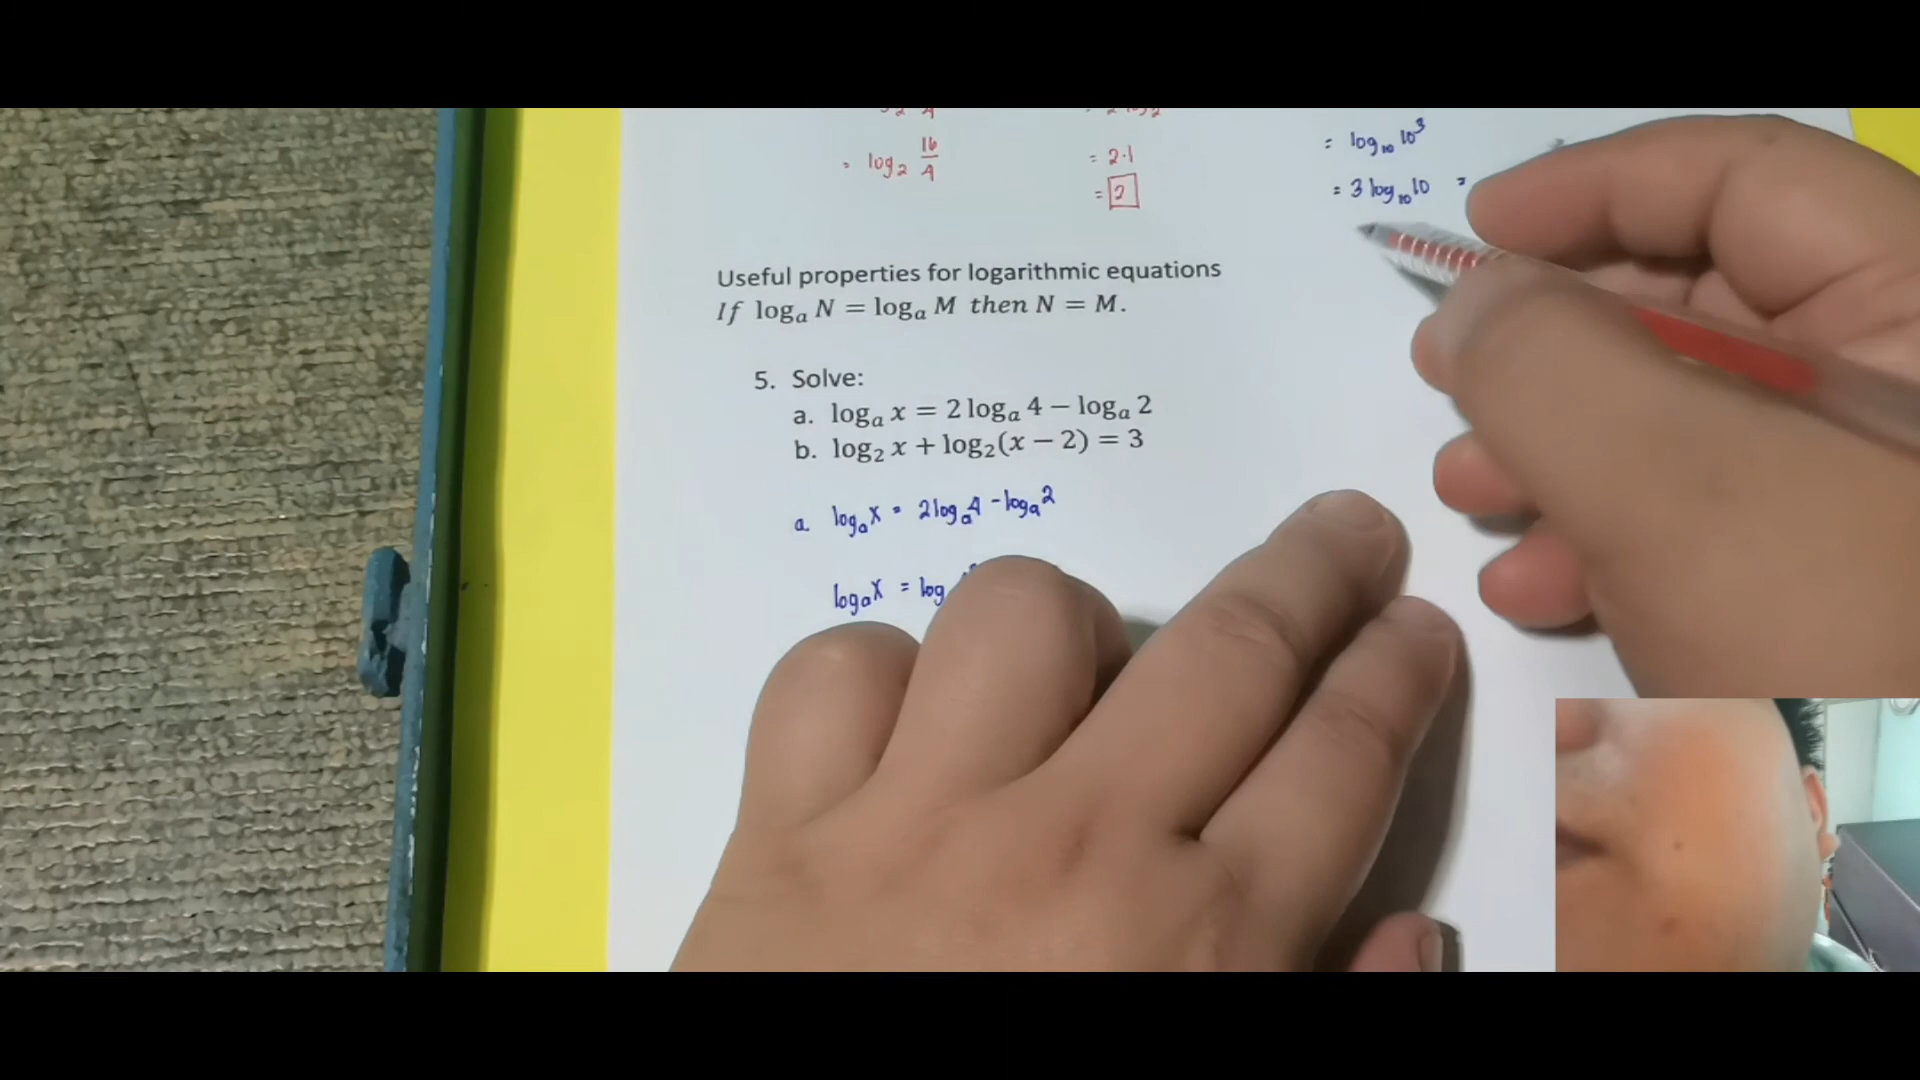 = log₂ 16/4
= 2·1
= 2
= log₁₀ 10³
= 3 log₁₀ 10 =
Useful properties for logarithmic equations
If logₐ N = logₐ M then N = M.
5. Solve:
a. logₐ x = 2 logₐ 4 − logₐ 2
b. log₂ x + log₂(x − 2) = 3
a. logₐ x = 2 logₐ 4 - logₐ 2
logₐ x = log